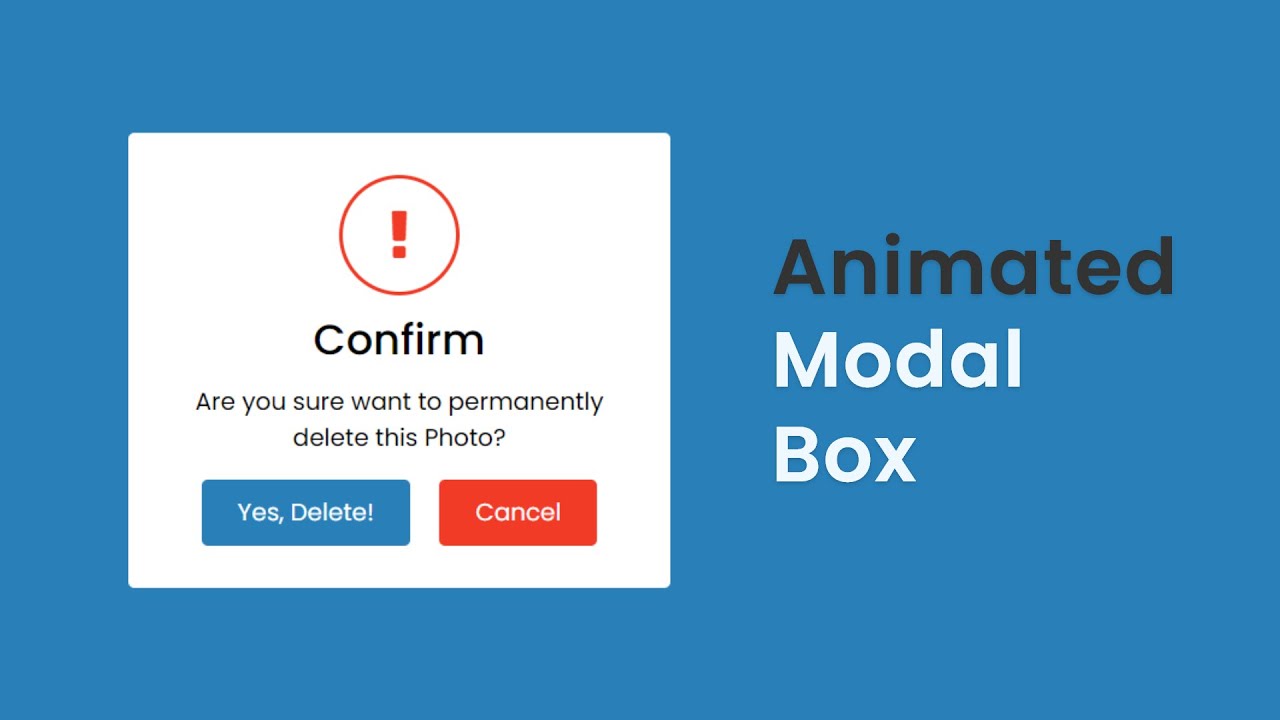 !
Confirm
Are you sure want to permanently
delete this Photo?
Yes, Delete!
Cancel
Animated
Modal
Box